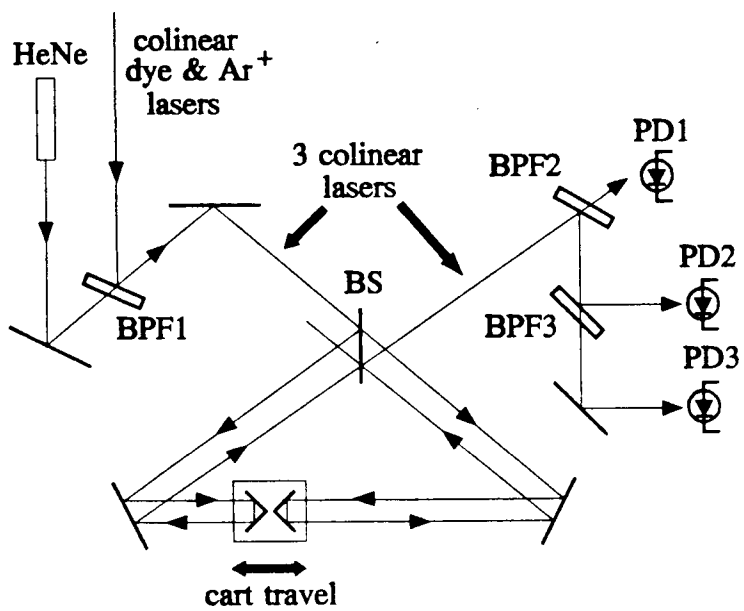 HeNe
colinear
dye & Ar+
lasers
3 colinear
lasers
BPF2
PD1
BPF1
BS
PD2
BPF3
PD3
cart travel